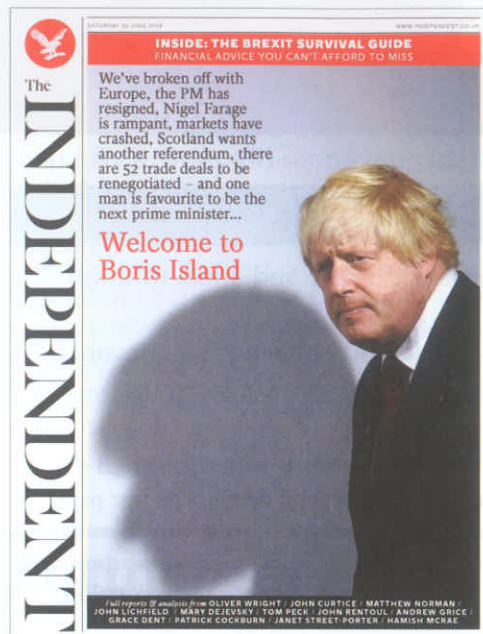 SATURDAY 25 JUNE 2016
WWW.INDEPENDENT.CO.UK
INSIDE: THE BREXIT SURVIVAL GUIDE
FINANCIAL ADVICE YOU CAN'T AFFORD TO MISS
The
INDEPENDENT
We've broken off with
Europe, the PM has
resigned, Nigel Farage
is rampant, markets have
crashed, Scotland wants
another referendum, there
are 52 trade deals to be
renegotiated – and one
man is favourite to be the
next prime minister...
Welcome to
Boris Island
Full reports & analysis from OLIVER WRIGHT / JOHN CURTICE / MATTHEW NORMAN /
JOHN LICHFIELD / MARY DEJEVSKY / TOM PECK / JOHN RENTOUL / ANDREW GRICE /
GRACE DENT / PATRICK COCKBURN / JANET STREET-PORTER / HAMISH MCRAE